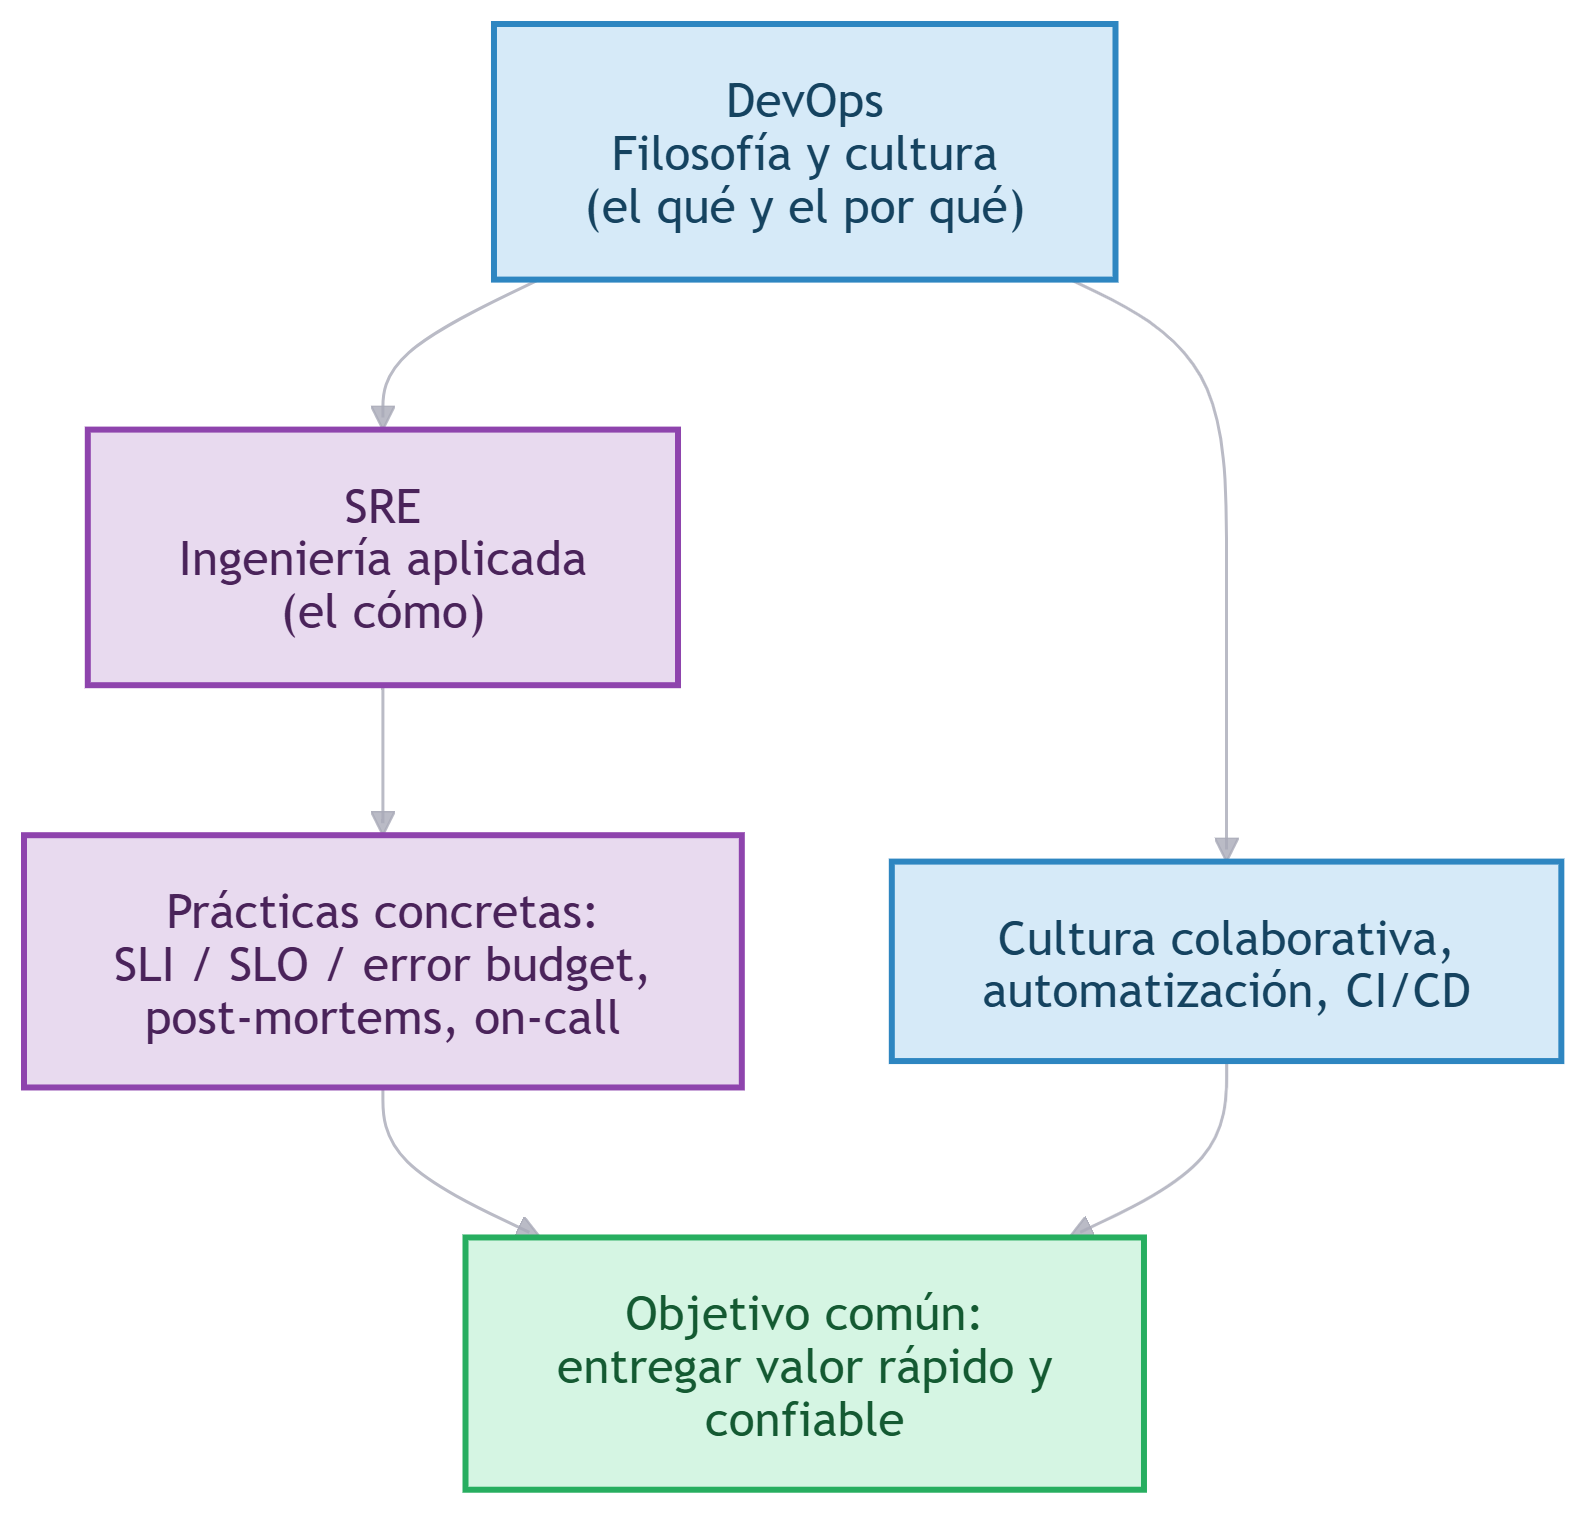 DevOps
Filosofía y cultura
(el qué y el por qué)
SRE
Ingeniería aplicada
(el cómo)
Prácticas concretas:
SLI / SLO / error budget,
post-mortems, on-call
Cultura colaborativa,
automatización, CI/CD
Objetivo común:
entregar valor rápido y
confiable